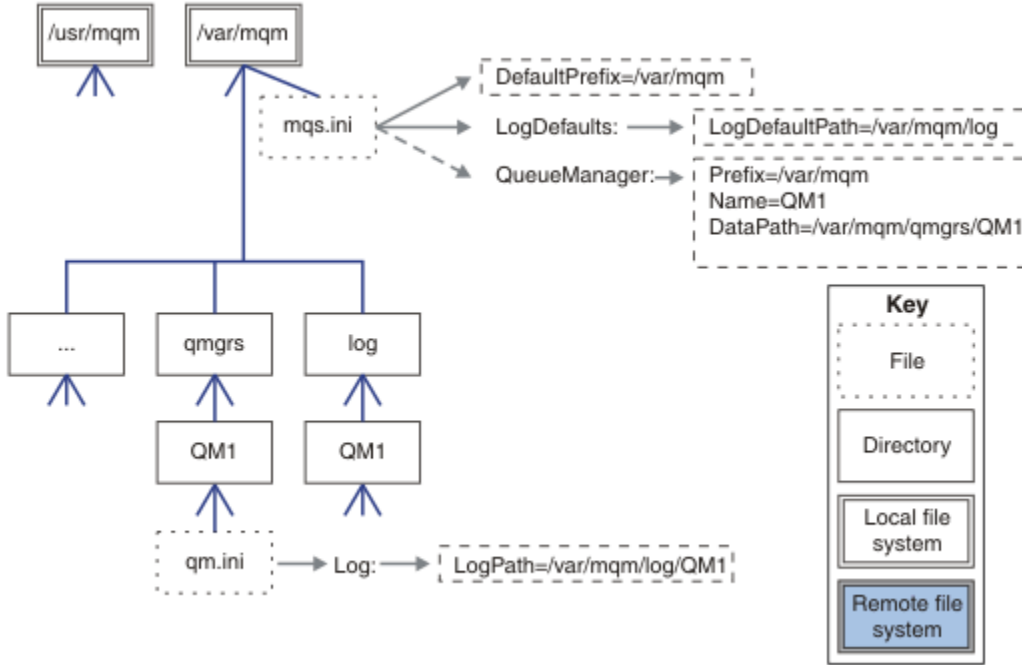 /usr/mqm
/var/mqm
mqs.ini
DefaultPrefix=/var/mqm
LogDefaults:
LogDefaultPath=/var/mqm/log
QueueManager:
Prefix=/var/mqm
Name=QM1
DataPath=/var/mqm/qmgrs/QM1
...
qmgrs
log
QM1
QM1
qm.ini
Log:
LogPath=/var/mqm/log/QM1
Key
File
Directory
Local file
system
Remote file
system